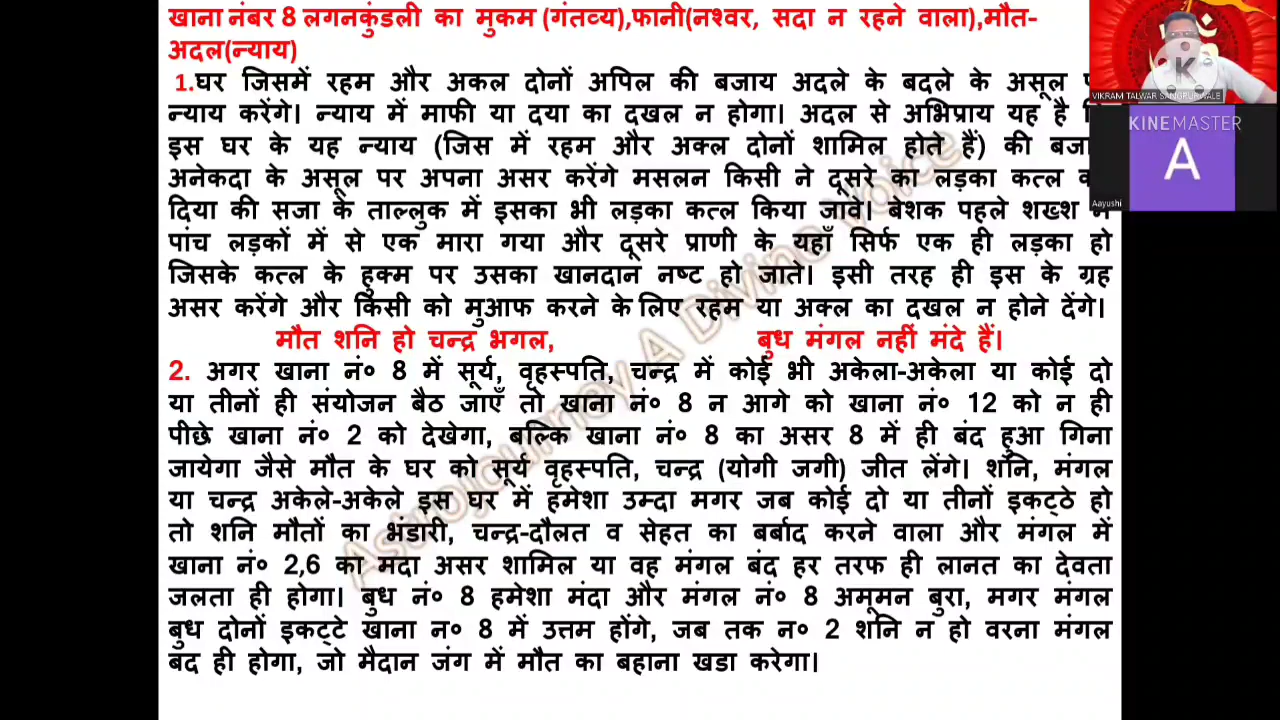 खाना नंबर 8 लगनकुंडली का मुकम (गंतव्य),फानी(नश्वर, सदा न रहने वाला),मौत-
अदल(न्याय)
1.घर जिसमें रहम और अकल दोनों अपिल की बजाय अदले के बदले के असूल
न्याय करेंगे। न्याय में माफी या दया का दखल न होगा। अदल से अभिप्राय यह है
इस घर के यह न्याय (जिस में रहम और अक्ल दोनों शामिल होते हैं) की
अनेकदा के असूल पर अपना असर करेंगे मसलन किसी ने दूसरे का लड़का कत्ल
दिया की सजा के ताल्लुक में इसका भी लड़का कत्ल किया जावे। बेशक पहले शख्श
पांच लड़कों में से एक मारा गया और दूसरे प्राणी के यहाँ सिर्फ एक ही लड़का हो
जिसके कत्ल के हुक्म पर उसका खानदान नष्ट हो जाते। इसी तरह ही इस के ग्रह
असर करेंगे और किसी को मुआफ करने के लिए रहम या अक्ल का दखल न होने देंगे।
मौत शनि हो चन्द्र भगल, बुध मंगल नहीं मंदे हैं।
2. अगर खाना नं० 8 में सूर्य, वृहस्पति, चन्द्र में कोई भी अकेला-अकेला या कोई दो
या तीनों ही संयोजन बैठ जाएँ तो खाना नं० 8 न आगे को खाना नं० 12 को न ही
पीछे खाना नं० 2 को देखेगा, बल्कि खाना नं० 8 का असर 8 में ही बंद हुआ गिना
जायेगा जैसे मौत के घर को सूर्य वृहस्पति, चन्द्र (योगी जगी) जीत लेंगे। शनि, मंगल
या चन्द्र अकेले-अकेले इस घर में हमेशा उम्दा मगर जब कोई दो या तीनों इकट्ठे हो
तो शनि मौतों का भंडारी, चन्द्र-दौलत व सेहत का बर्बाद करने वाला और मंगल में
खाना नं० 2,6 का मंदा असर शामिल या वह मंगल बंद हर तरफ ही लानत का देवता
जलता ही होगा। बुध नं० 8 हमेशा मंदा और मंगल नं० 8 अमूमन बुरा, मगर मंगल
बुध दोनों इकट्टे खाना न० 8 में उत्तम होंगे, जब तक न० 2 शनि न हो वरना मंगल
बद ही होगा, जो मैदान जंग में मौत का बहाना खडा करेगा।
Astrojourney A Divine Voice
K
VIKRAM TALWAR SANGPURWALE
KINEMASTER
A
Aayushi